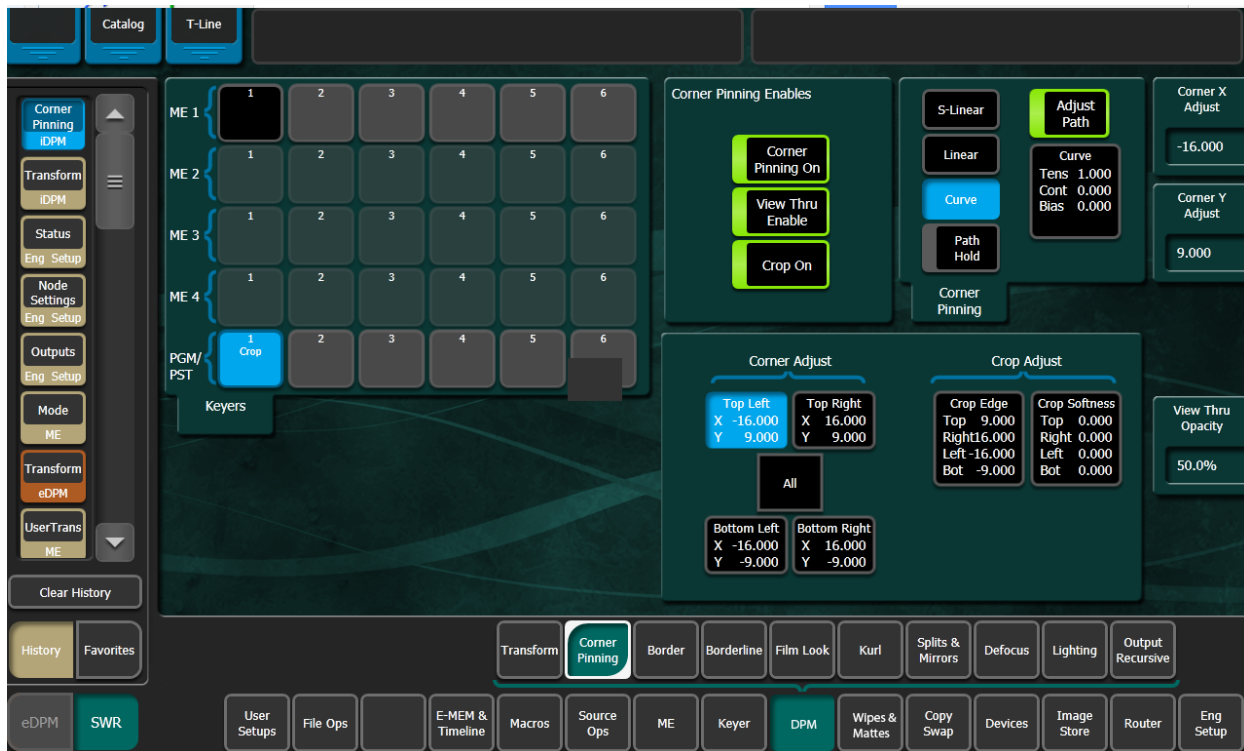 Catalog
T-Line
Corner
Pinning
iDPM
Transform
iDPM
Status
Eng Setup
Node
Settings
Eng Setup
Outputs
Eng Setup
Mode
ME
Transform
eDPM
UserTrans
ME
Clear History
History
Favorites
eDPM
SWR
ME 1
1 2 3 4 5 6
ME 2
1 2 3 4 5 6
ME 3
1 2 3 4 5 6
ME 4
1 2 3 4 5 6
PGM/
PST
1 2 3 4 5 6
Crop
Keyers
Corner Pinning Enables
Corner
Pinning On
View Thru
Enable
Crop On
S-Linear
Linear
Curve
Path
Hold
Adjust
Path
Curve
Tens 1.000
Cont 0.000
Bias 0.000
Corner
Pinning
Corner X
Adjust
-16.000
Corner Y
Adjust
9.000
Corner Adjust
Top Left
X -16.000
Y 9.000
Top Right
X 16.000
Y 9.000
All
Bottom Left
X -16.000
Y -9.000
Bottom Right
X 16.000
Y -9.000
Crop Adjust
Crop Edge
Top 9.000
Right16.000
Left -16.000
Bot -9.000
Crop Softness
Top 0.000
Right 0.000
Left 0.000
Bot 0.000
View Thru
Opacity
50.0%
Transform
Corner
Pinning
Border
Borderline
Film Look
Kurl
Splits &
Mirrors
Defocus
Lighting
Output
Recursive
User
Setups
File Ops
E-MEM &
Timeline
Macros
Source
Ops
ME
Keyer
DPM
Wipes &
Mattes
Copy
Swap
Devices
Image
Store
Router
Eng
Setup